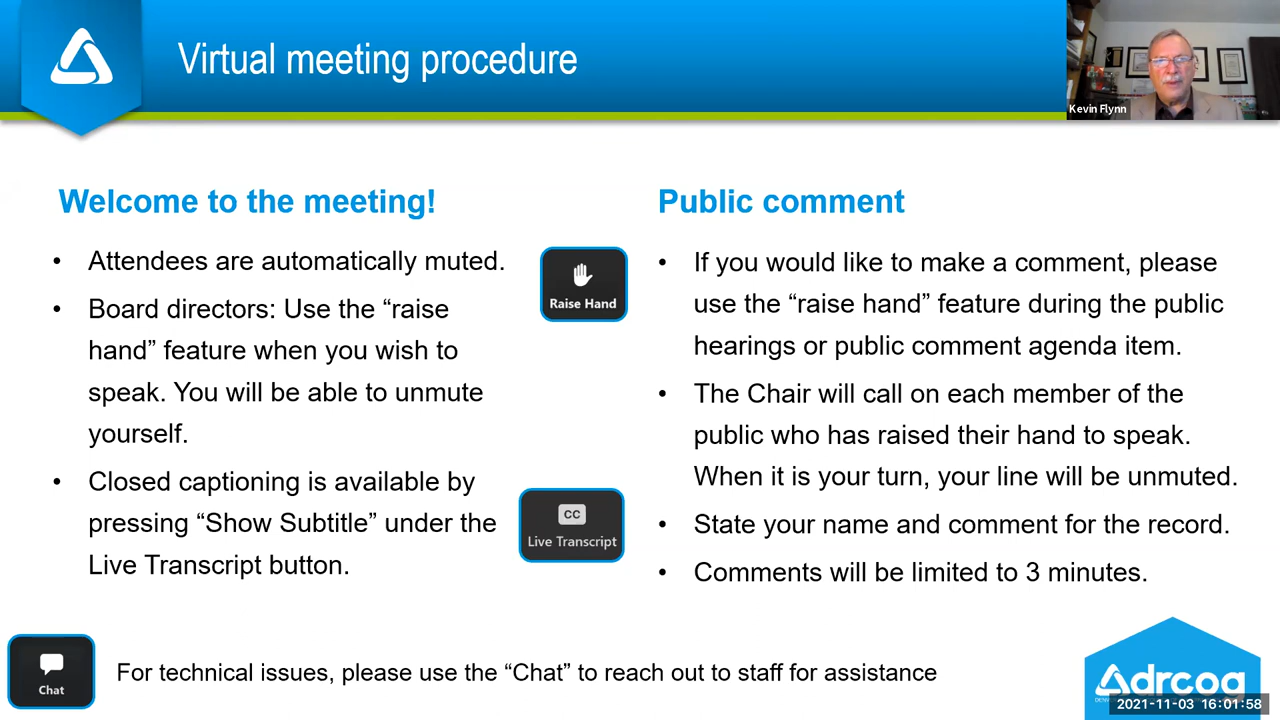 Virtual meeting procedure
Kevin Flynn
Welcome to the meeting!
• Attendees are automatically muted.
• Board directors: Use the “raise
hand” feature when you wish to
speak. You will be able to unmute
yourself.
• Closed captioning is available by
pressing “Show Subtitle” under the
Live Transcript button.
Raise Hand
CC
Live Transcript
Public comment
• If you would like to make a comment, please
use the “raise hand” feature during the public
hearings or public comment agenda item.
• The Chair will call on each member of the
public who has raised their hand to speak.
When it is your turn, your line will be unmuted.
• State your name and comment for the record.
• Comments will be limited to 3 minutes.
Chat
For technical issues, please use the “Chat” to reach out to staff for assistance
drcog
2021-11-03 16:01:58